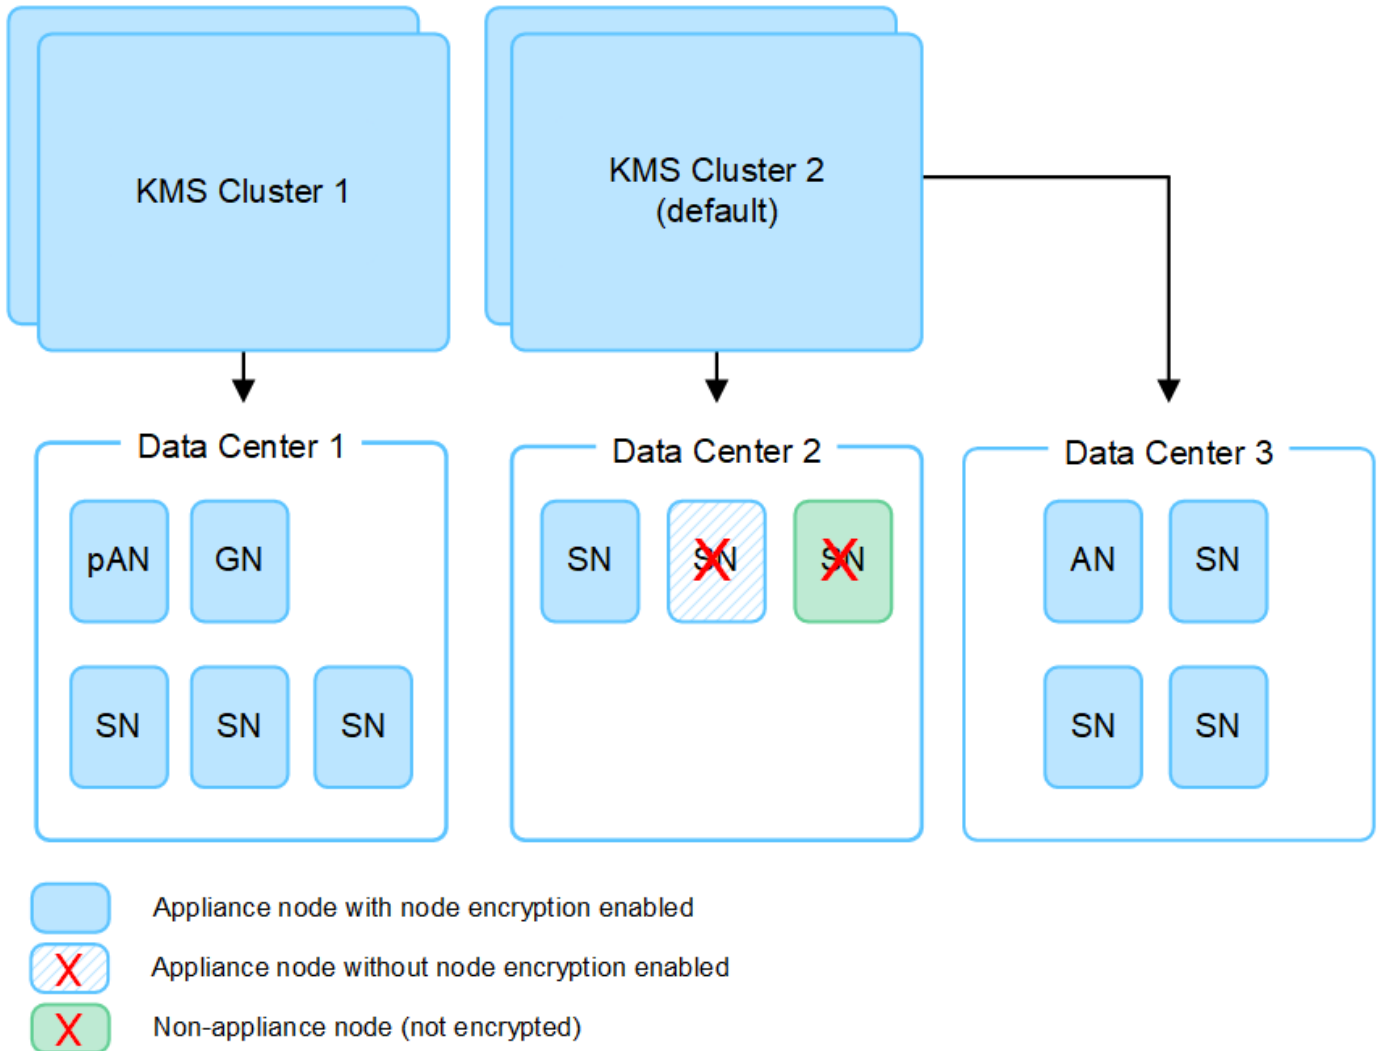 KMS Cluster 1
KMS Cluster 2
(default)
Data Center 1
pAN GN
SN SN SN
Data Center 2
SN SN SN
Data Center 3
AN SN
SN SN
Appliance node with node encryption enabled
X Appliance node without node encryption enabled
X Non-appliance node (not encrypted)